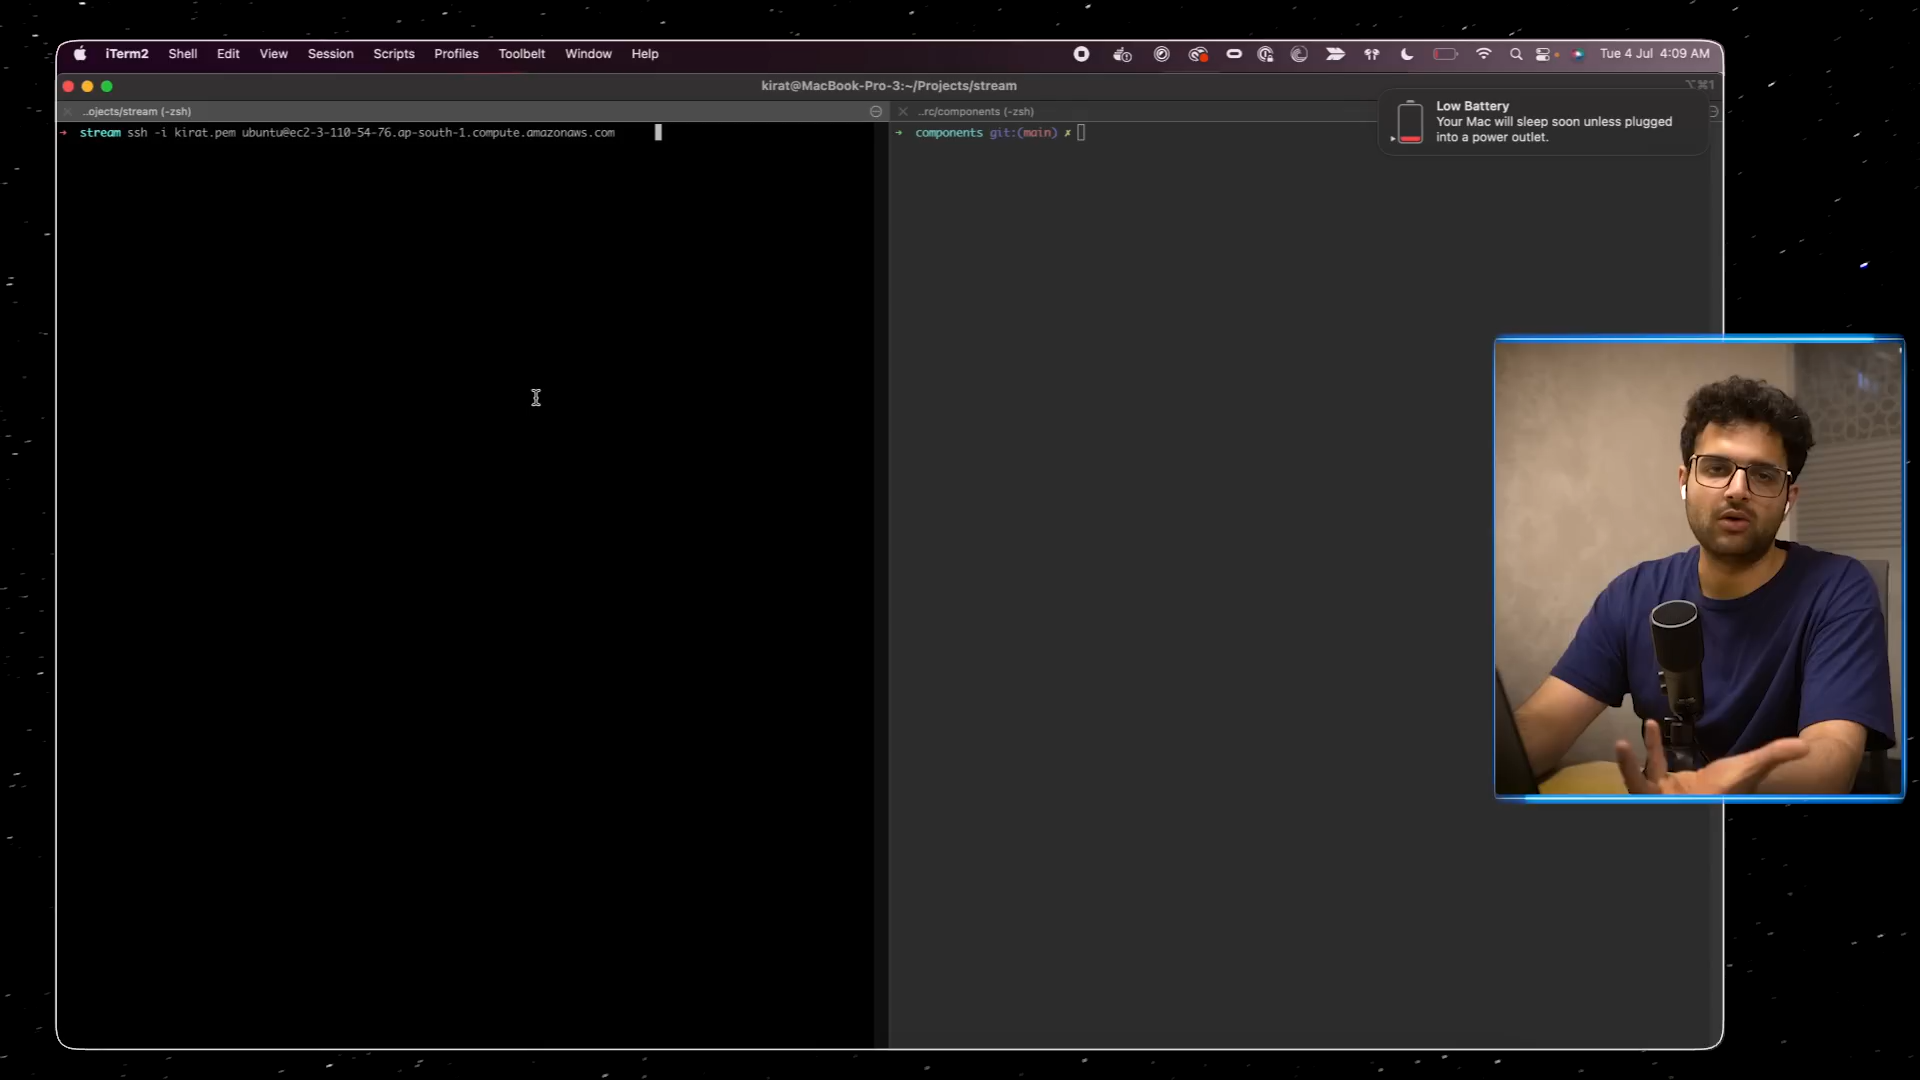 iTerm2 Shell Edit View Session Scripts Profiles Toolbelt Window Help Tue 4 Jul 4:09 AM
kirat@MacBook-Pro-3:~/Projects/stream ⌥⌘1
..ojects/stream (-zsh)
..rc/components (-zsh)
➜ stream ssh -i kirat.pem ubuntu@ec2-3-110-54-76.ap-south-1.compute.amazonaws.com
➜ components git:(main) ✗
Low Battery
Your Mac will sleep soon unless plugged
into a power outlet.